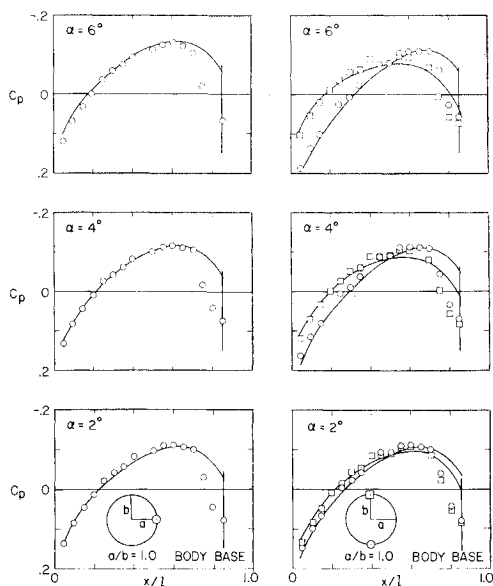 -.2
α = 6°
α = 6°
Cp
0
.2
-.2
α = 4°
α = 4°
Cp
0
.2
-.2
α = 2°
α = 2°
Cp
0
b
a
b
a
a/b = 1.0 BODY BASE
a/b = 1.0 BODY BASE
.2
0
x/l
1.0
0
x/l
1.0